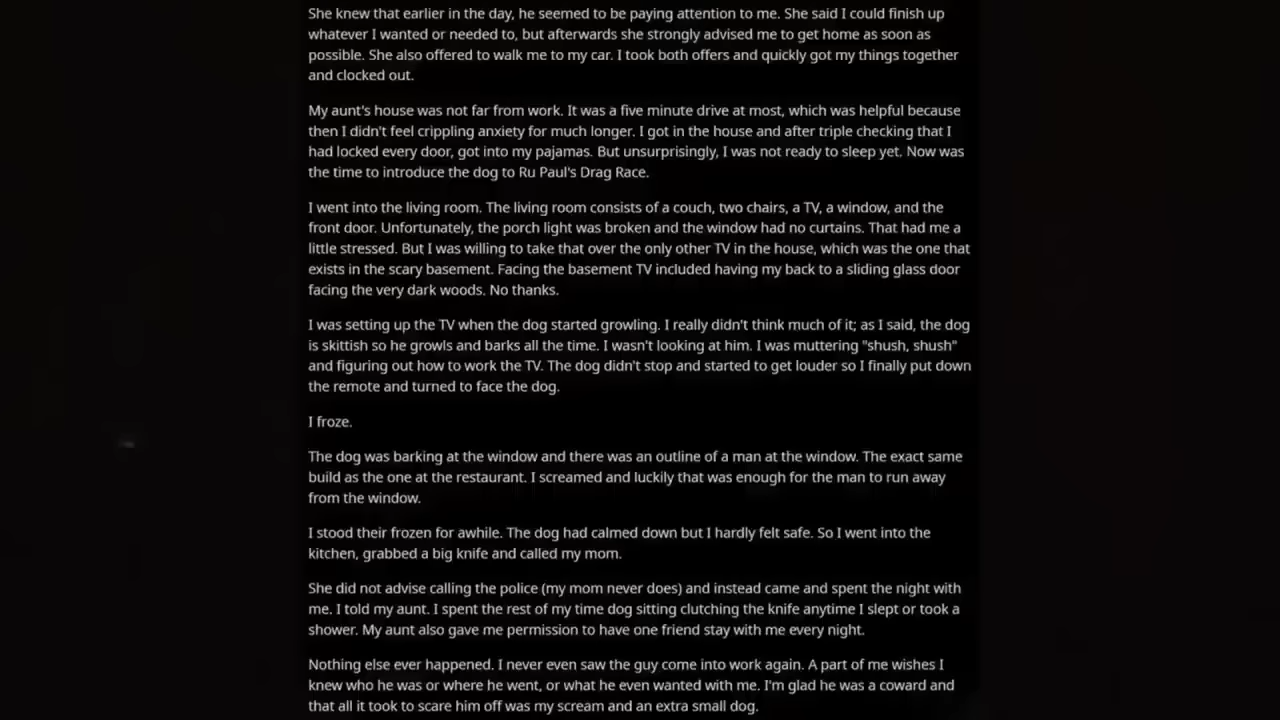 She knew that earlier in the day, he seemed to be paying attention to me. She said I could finish up
whatever I wanted or needed to, but afterwards she strongly advised me to get home as soon as
possible. She also offered to walk me to my car. I took both offers and quickly got my things together
and clocked out.
My aunt's house was not far from work. It was a five minute drive at most, which was helpful because
then I didn't feel crippling anxiety for much longer. I got in the house and after triple checking that I
had locked every door, got into my pajamas. But unsurprisingly, I was not ready to sleep yet. Now was
the time to introduce the dog to Ru Paul's Drag Race.
I went into the living room. The living room consists of a couch, two chairs, a TV, a window, and the
front door. Unfortunately, the porch light was broken and the window had no curtains. That had me a
little stressed. But I was willing to take that over the only other TV in the house, which was the one that
exists in the scary basement. Facing the basement TV included having my back to a sliding glass door
facing the very dark woods. No thanks.
I was setting up the TV when the dog started growling. I really didn't think much of it; as I said, the dog
is skittish so he growls and barks all the time. I wasn't looking at him. I was muttering "shush, shush"
and figuring out how to work the TV. The dog didn't stop and started to get louder so I finally put down
the remote and turned to face the dog.
I froze.
The dog was barking at the window and there was an outline of a man at the window. The exact same
build as the one at the restaurant. I screamed and luckily that was enough for the man to run away
from the window.
I stood their frozen for awhile. The dog had calmed down but I hardly felt safe. So I went into the
kitchen, grabbed a big knife and called my mom.
She did not advise calling the police (my mom never does) and instead came and spent the night with
me. I told my aunt. I spent the rest of my time dog sitting clutching the knife anytime I slept or took a
shower. My aunt also gave me permission to have one friend stay with me every night.
Nothing else ever happened. I never even saw the guy come into work again. A part of me wishes I
knew who he was or where he went, or what he even wanted with me. I'm glad he was a coward and
that all it took to scare him off was my scream and an extra small dog.